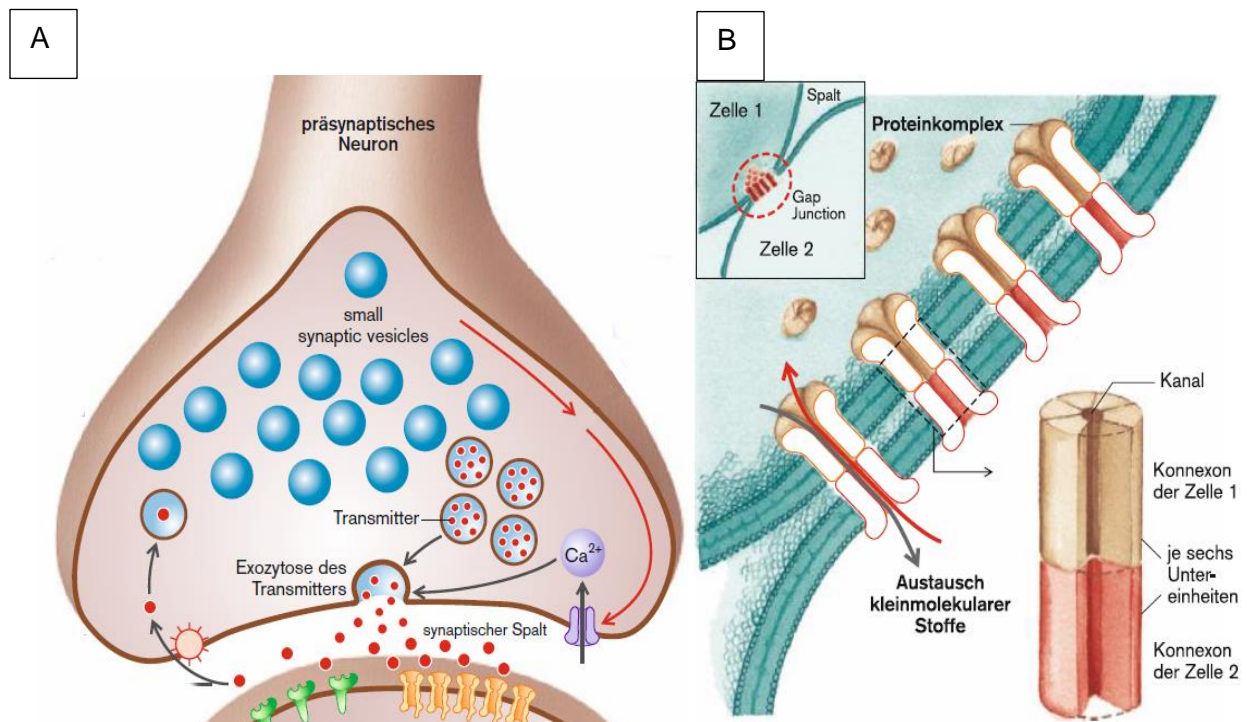 A
präsynaptisches
Neuron
small
synaptic vesicles
Transmitter
Ca2+
Exozytose des
Transmitters
synaptischer Spalt
B
Zelle 1
Spalt
Gap
Junction
Zelle 2
Proteinkomplex
Kanal
Konnexon
der Zelle 1
je sechs
Unter-
einheiten
Konnexon
der Zelle 2
Austausch
kleinmolekularer
Stoffe